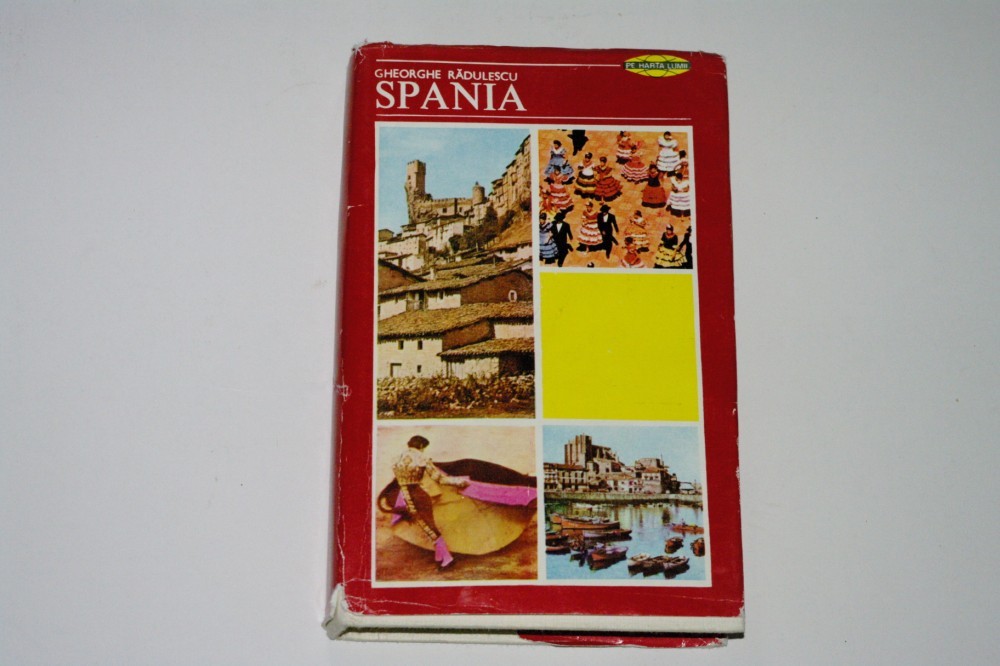 PE HARTA LUMII
GHEORGHE RĂDULESCU
SPANIA